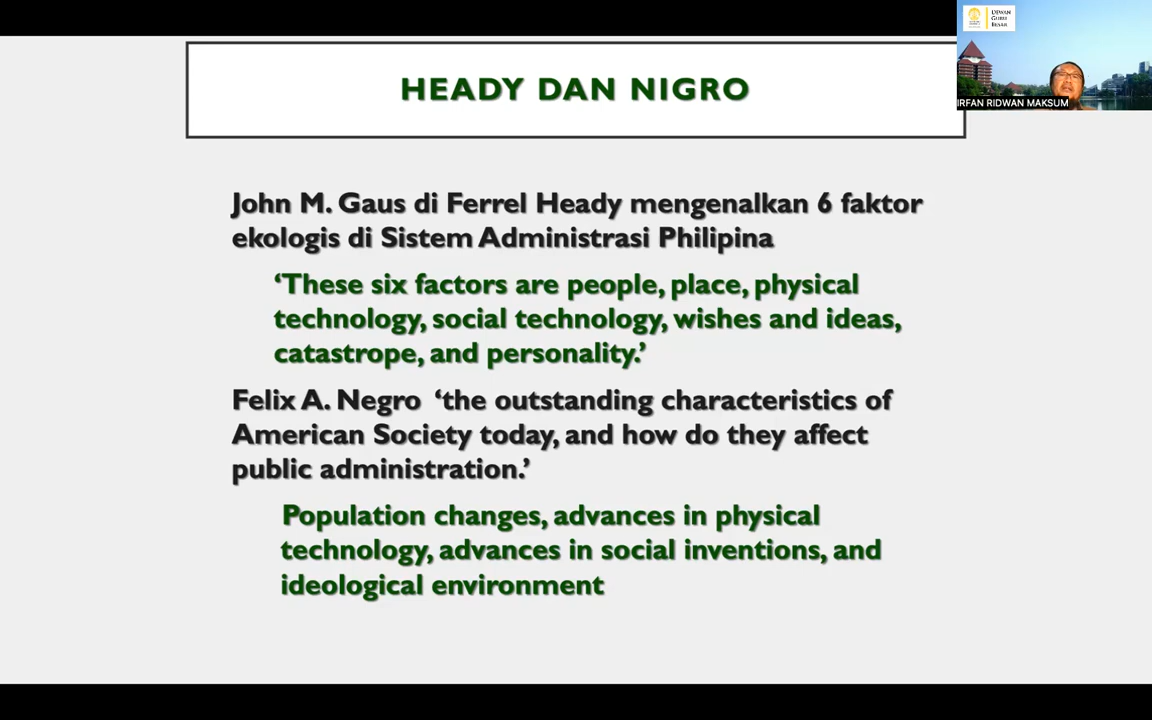 DEWAN
GURU
BESAR
IRFAN RIDWAN MAKSUM
HEADY DAN NIGRO
John M. Gaus di Ferrel Heady mengenalkan 6 faktor
ekologis di Sistem Administrasi Philipina
‘These six factors are people, place, physical
technology, social technology, wishes and ideas,
catastrope, and personality.’
Felix A. Negro ‘the outstanding characteristics of
American Society today, and how do they affect
public administration.’
Population changes, advances in physical
technology, advances in social inventions, and
ideological environment